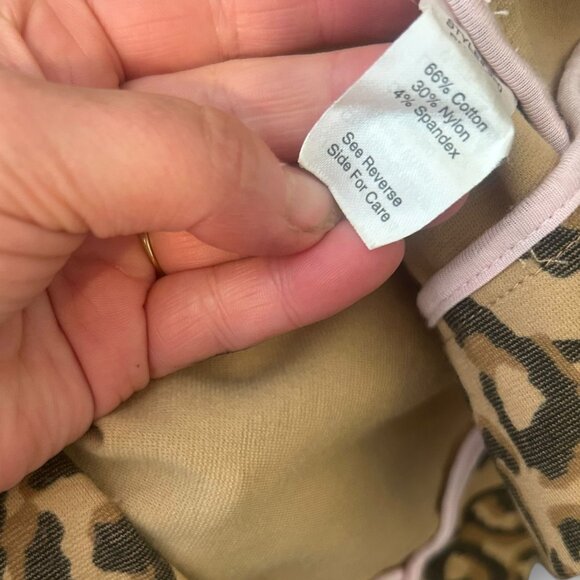 66% Cotton
30% Nylon
4% Spandex
See Reverse
Side For Care